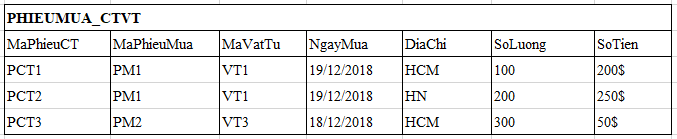 PHIEUMUA_CTVT
MaPhieuCT MaPhieuMua MaVatTu NgayMua DiaChi SoLuong SoTien
PCT1 PM1 VT1 19/12/2018 HCM 100 200$
PCT2 PM1 VT1 19/12/2018 HN 200 250$
PCT3 PM2 VT3 18/12/2018 HCM 300 50$